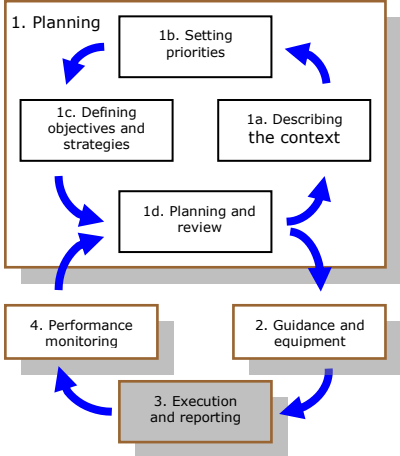 1. Planning
1b. Setting
priorities
1c. Defining
objectives and
strategies
1a. Describing
the context
1d. Planning and
review
4. Performance
monitoring
2. Guidance and
equipment
3. Execution
and reporting